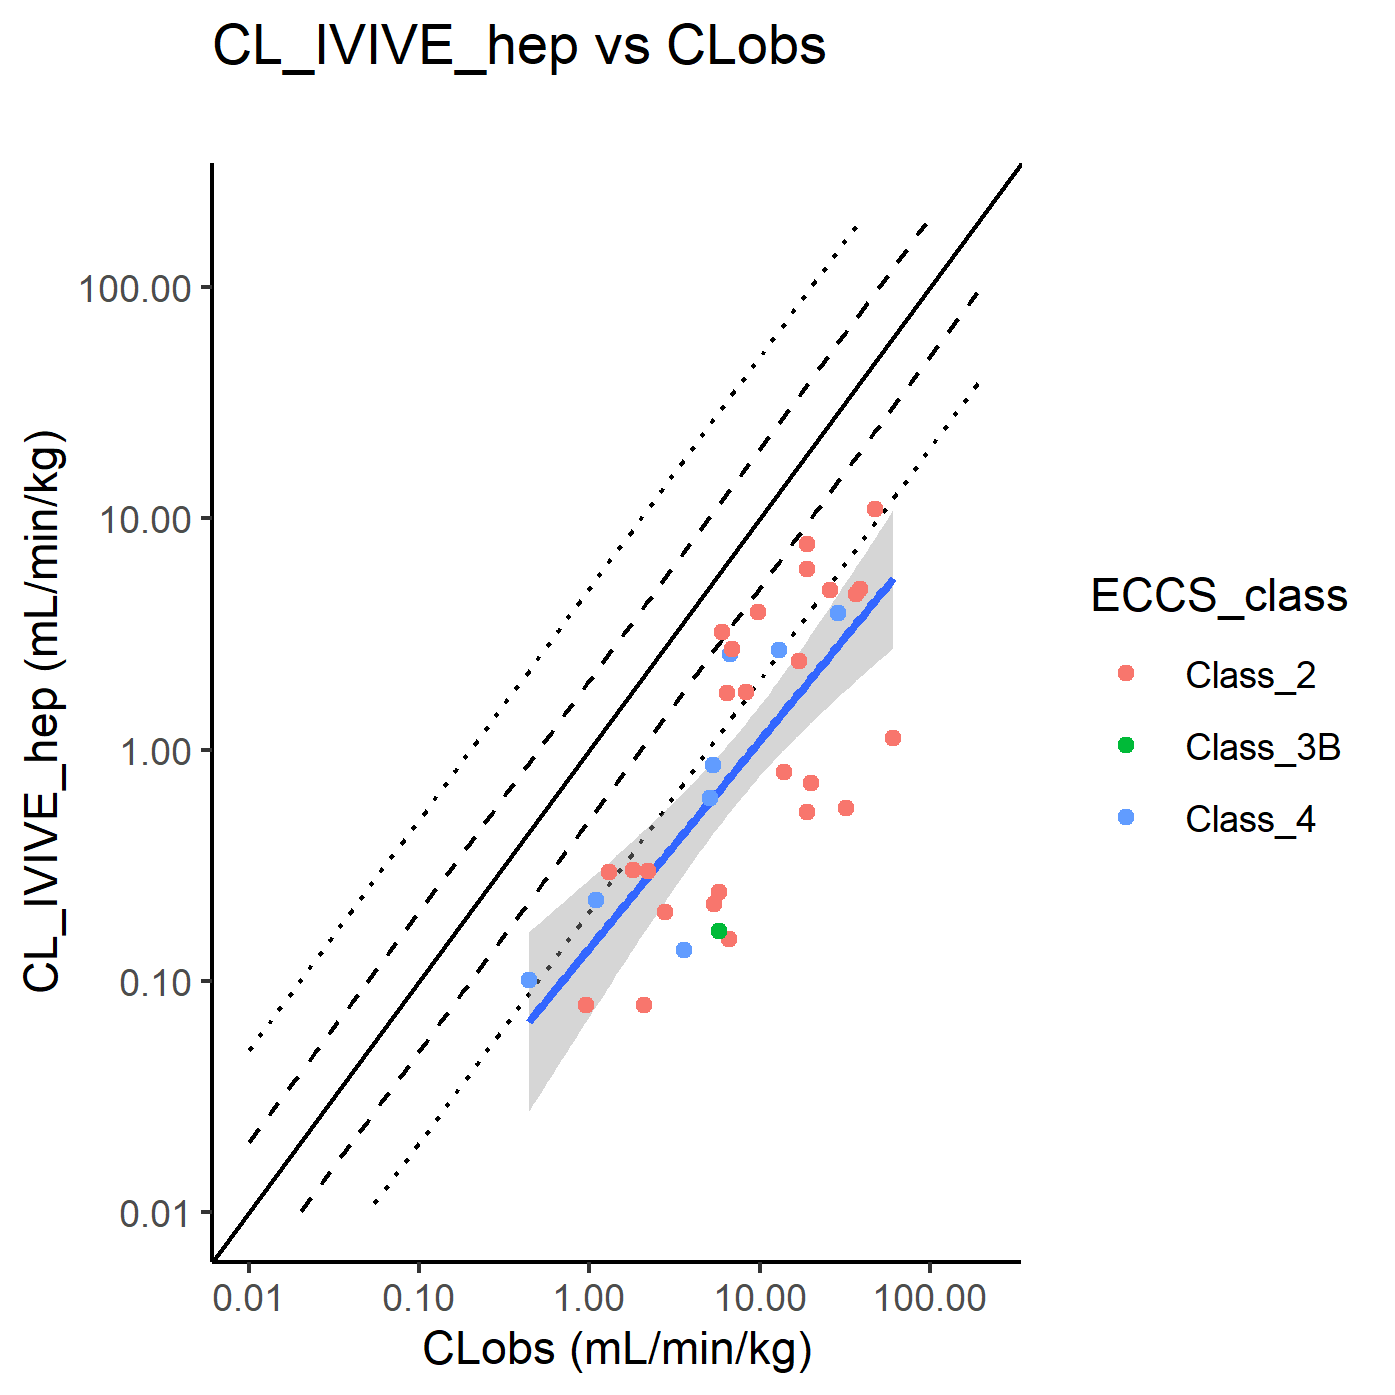 CL_IVIVE_hep vs CLobs
CL_IVIVE_hep (mL/min/kg)
100.00
10.00
1.00
0.10
0.01
0.01
0.10
1.00
10.00
100.00
CLobs (mL/min/kg)
ECCS_class
Class_2
Class_3B
Class_4